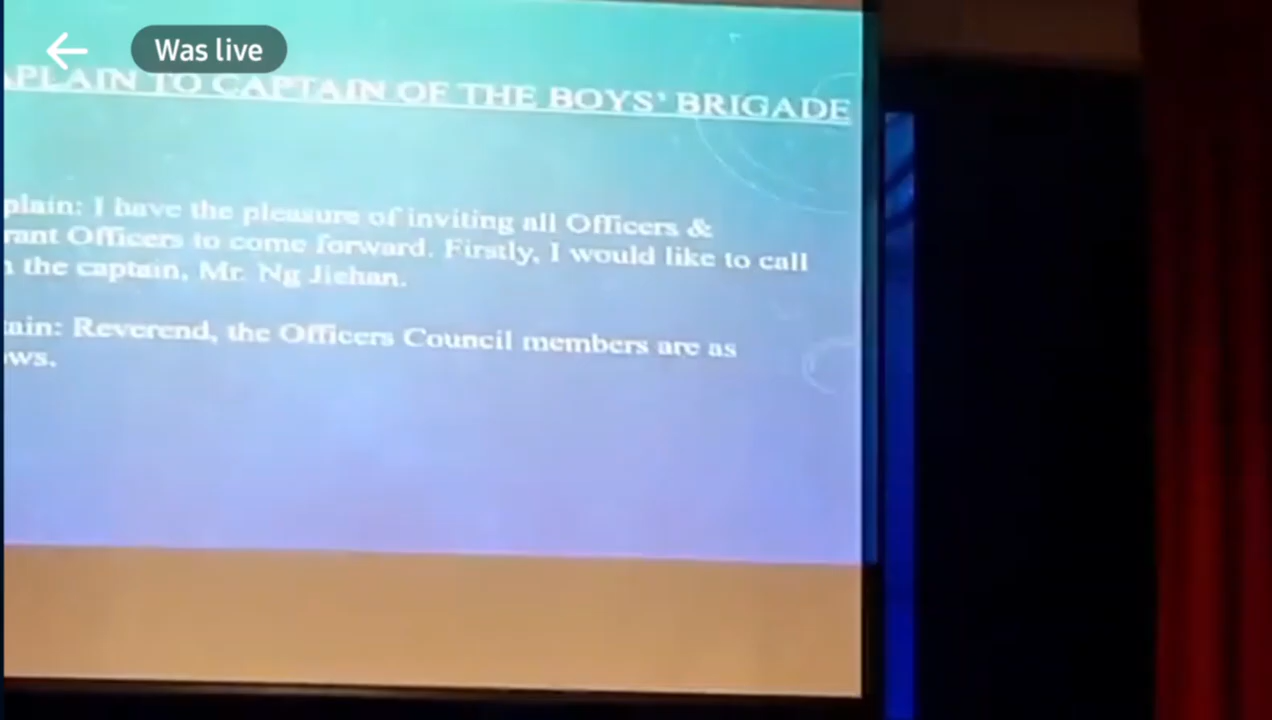 Was live
APLAIN TO CAPTAIN OF THE BOYS' BRIGADE
plain: I have the pleasure of inviting all Officers &
rant Officers to come forward. Firstly, I would like to call
the captain, Mr. Ng Jiehan.
tain: Reverend, the Officers Council members are as
ows.